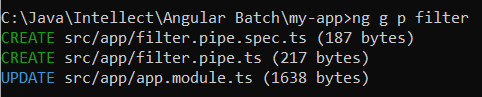 C:\Java\Intellect\Angular Batch\my-app>ng g p filter
CREATE src/app/filter.pipe.spec.ts (187 bytes)
CREATE src/app/filter.pipe.ts (217 bytes)
UPDATE src/app/app.module.ts (1638 bytes)